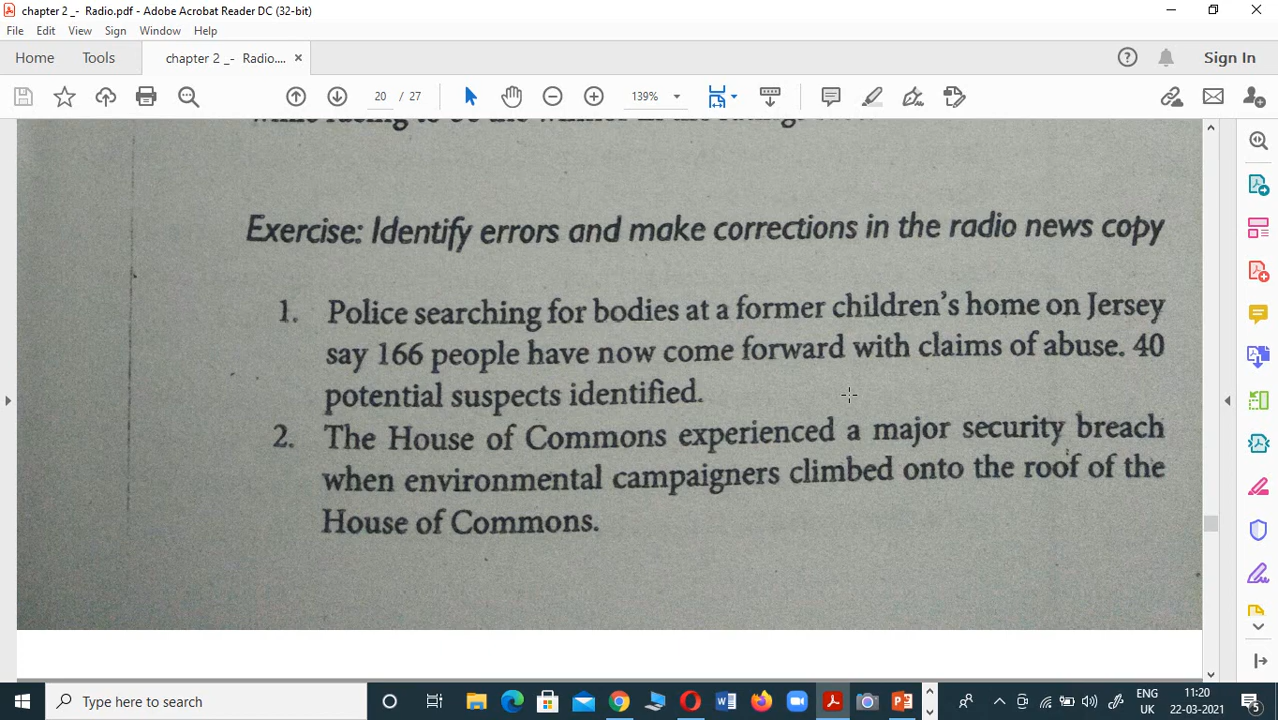 chapter 2 _- Radio.pdf - Adobe Acrobat Reader DC (32-bit)
File Edit View Sign Window Help
Home Tools chapter 2 _- Radio.... × Sign In
20 / 27 139%
Exercise: Identify errors and make corrections in the radio news copy
1. Police searching for bodies at a former children's home on Jersey
say 166 people have now come forward with claims of abuse. 40
potential suspects identified.
2. The House of Commons experienced a major security breach
when environmental campaigners climbed onto the roof of the
House of Commons.
Type here to search
ENG 11:20
UK 22-03-2021 5